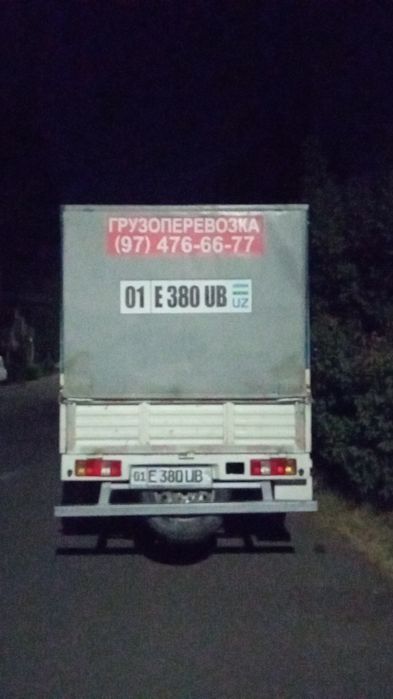 ГРУЗОПЕРЕВОЗКА
(97) 476-66-77
01 E 380 UB UZ
01 E 380 UB